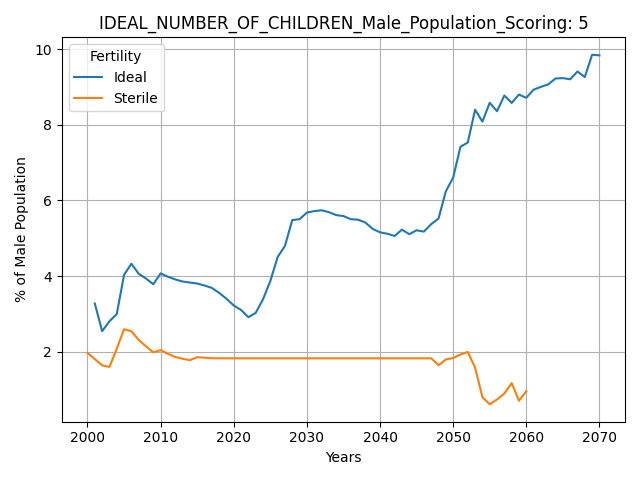 IDEAL_NUMBER_OF_CHILDREN_Male_Population_Scoring: 5
10
8
6
4
2
% of Male Population
Fertility
Ideal
Sterile
2000 2010 2020 2030 2040 2050 2060 2070
Years